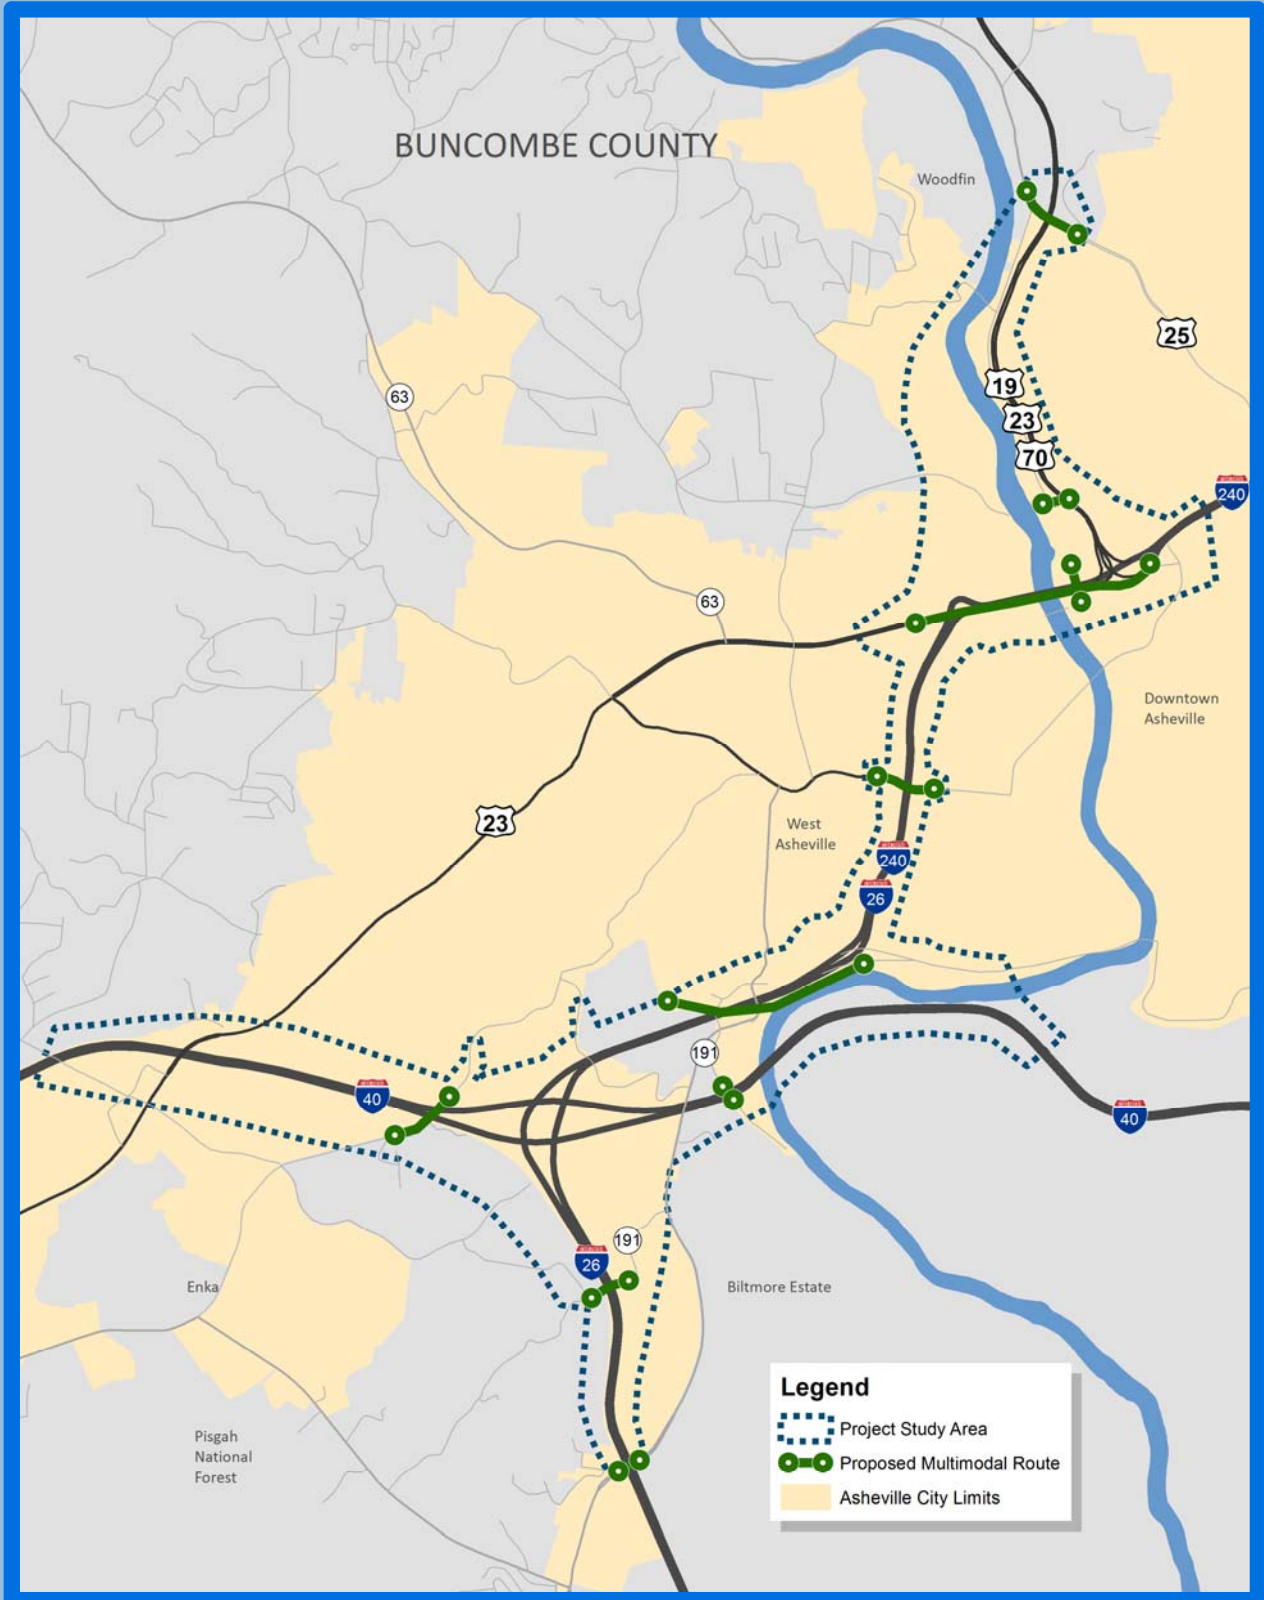 BUNCOMBE COUNTY
Woodfin
25
19
63
23
70
240
63
Downtown
Asheville
23
West
Asheville
240
26
191
40
40
191
26
Enka
Biltmore Estate
Legend
Project Study Area
Proposed Multimodal Route
Asheville City Limits
Pisgah
National
Forest